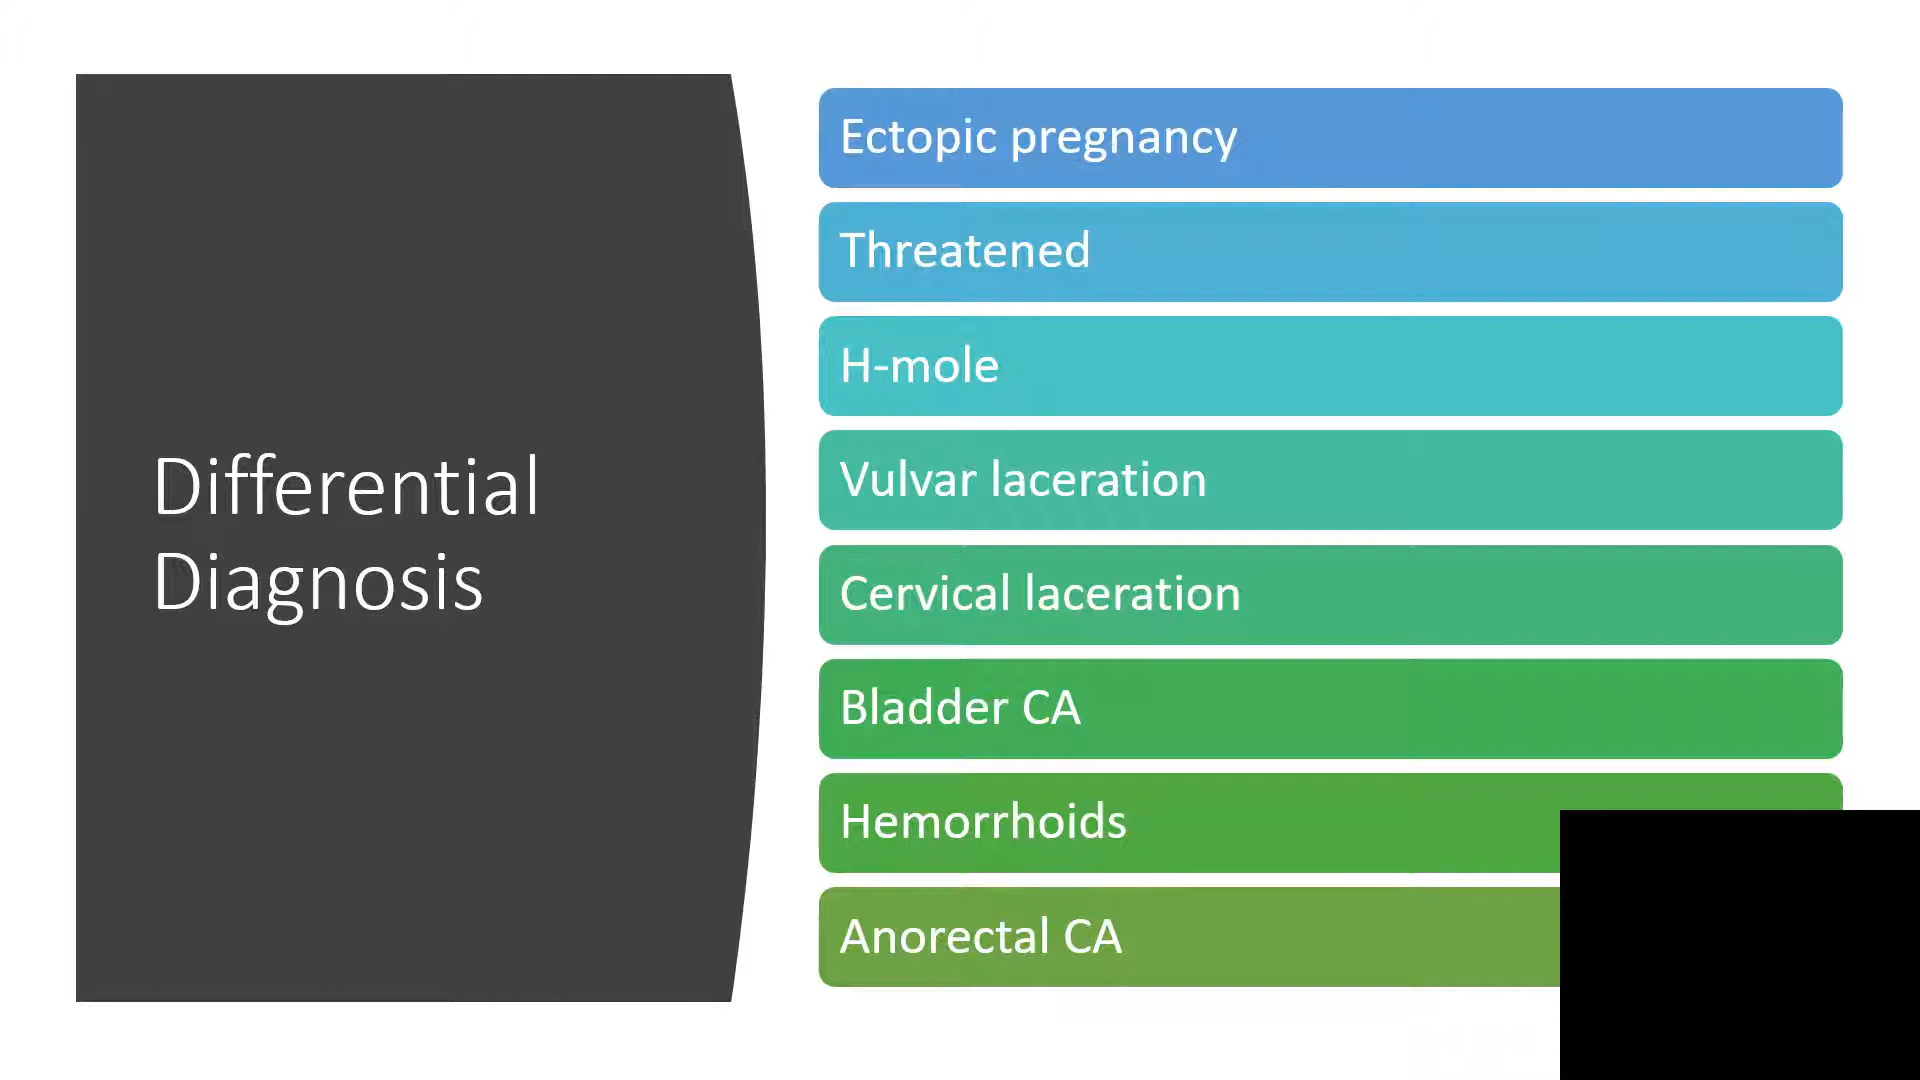 Differential
Diagnosis
Ectopic pregnancy
Threatened
H-mole
Vulvar laceration
Cervical laceration
Bladder CA
Hemorrhoids
Anorectal CA